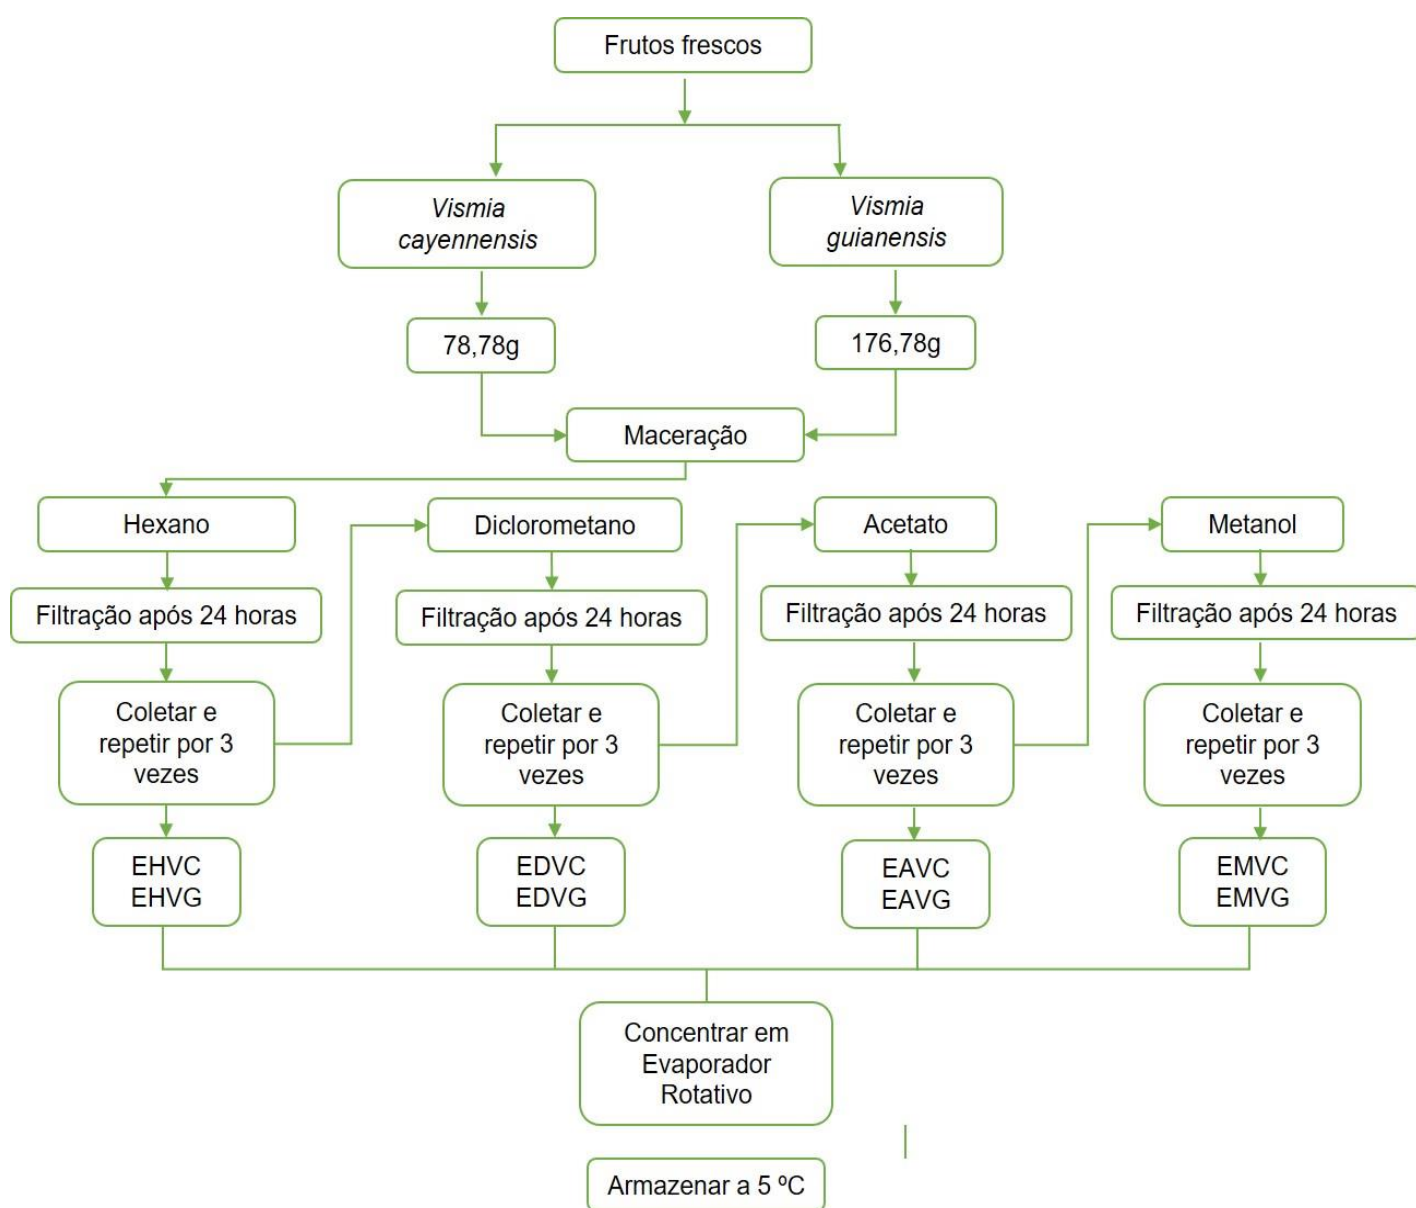 Frutos frescos
Vismia
cayennensis
Vismia
guianensis
78,78g
176,78g
Maceração
Hexano
Diclorometano
Acetato
Metanol
Filtração após 24 horas
Filtração após 24 horas
Filtração após 24 horas
Filtração após 24 horas
Coletar e
repetir por 3
vezes
Coletar e
repetir por 3
vezes
Coletar e
repetir por 3
vezes
Coletar e
repetir por 3
vezes
EHVC
EHVG
EDVC
EDVG
EAVC
EAVG
EMVC
EMVG
Concentrar em
Evaporador
Rotativo
Armazenar a 5 ºC